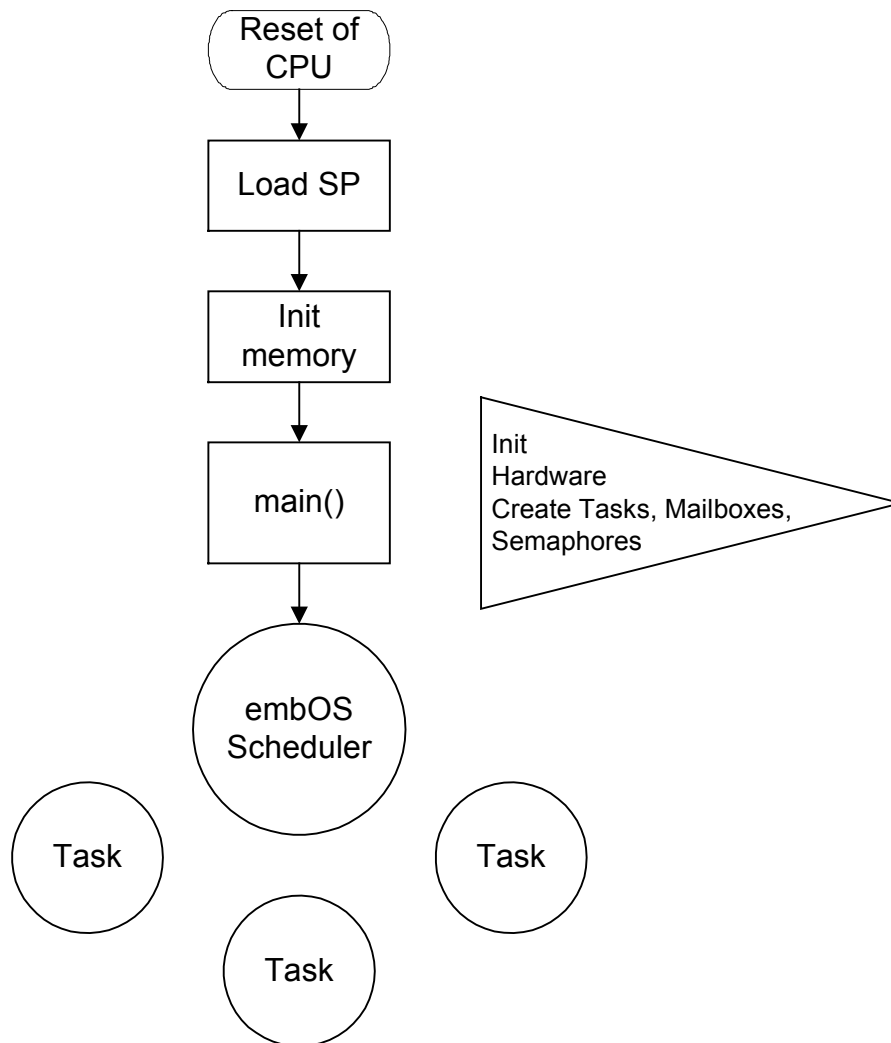 Reset of
CPU
Load SP
Init
memory
main()
Init
Hardware
Create Tasks, Mailboxes,
Semaphores
embOS
Scheduler
Task
Task
Task